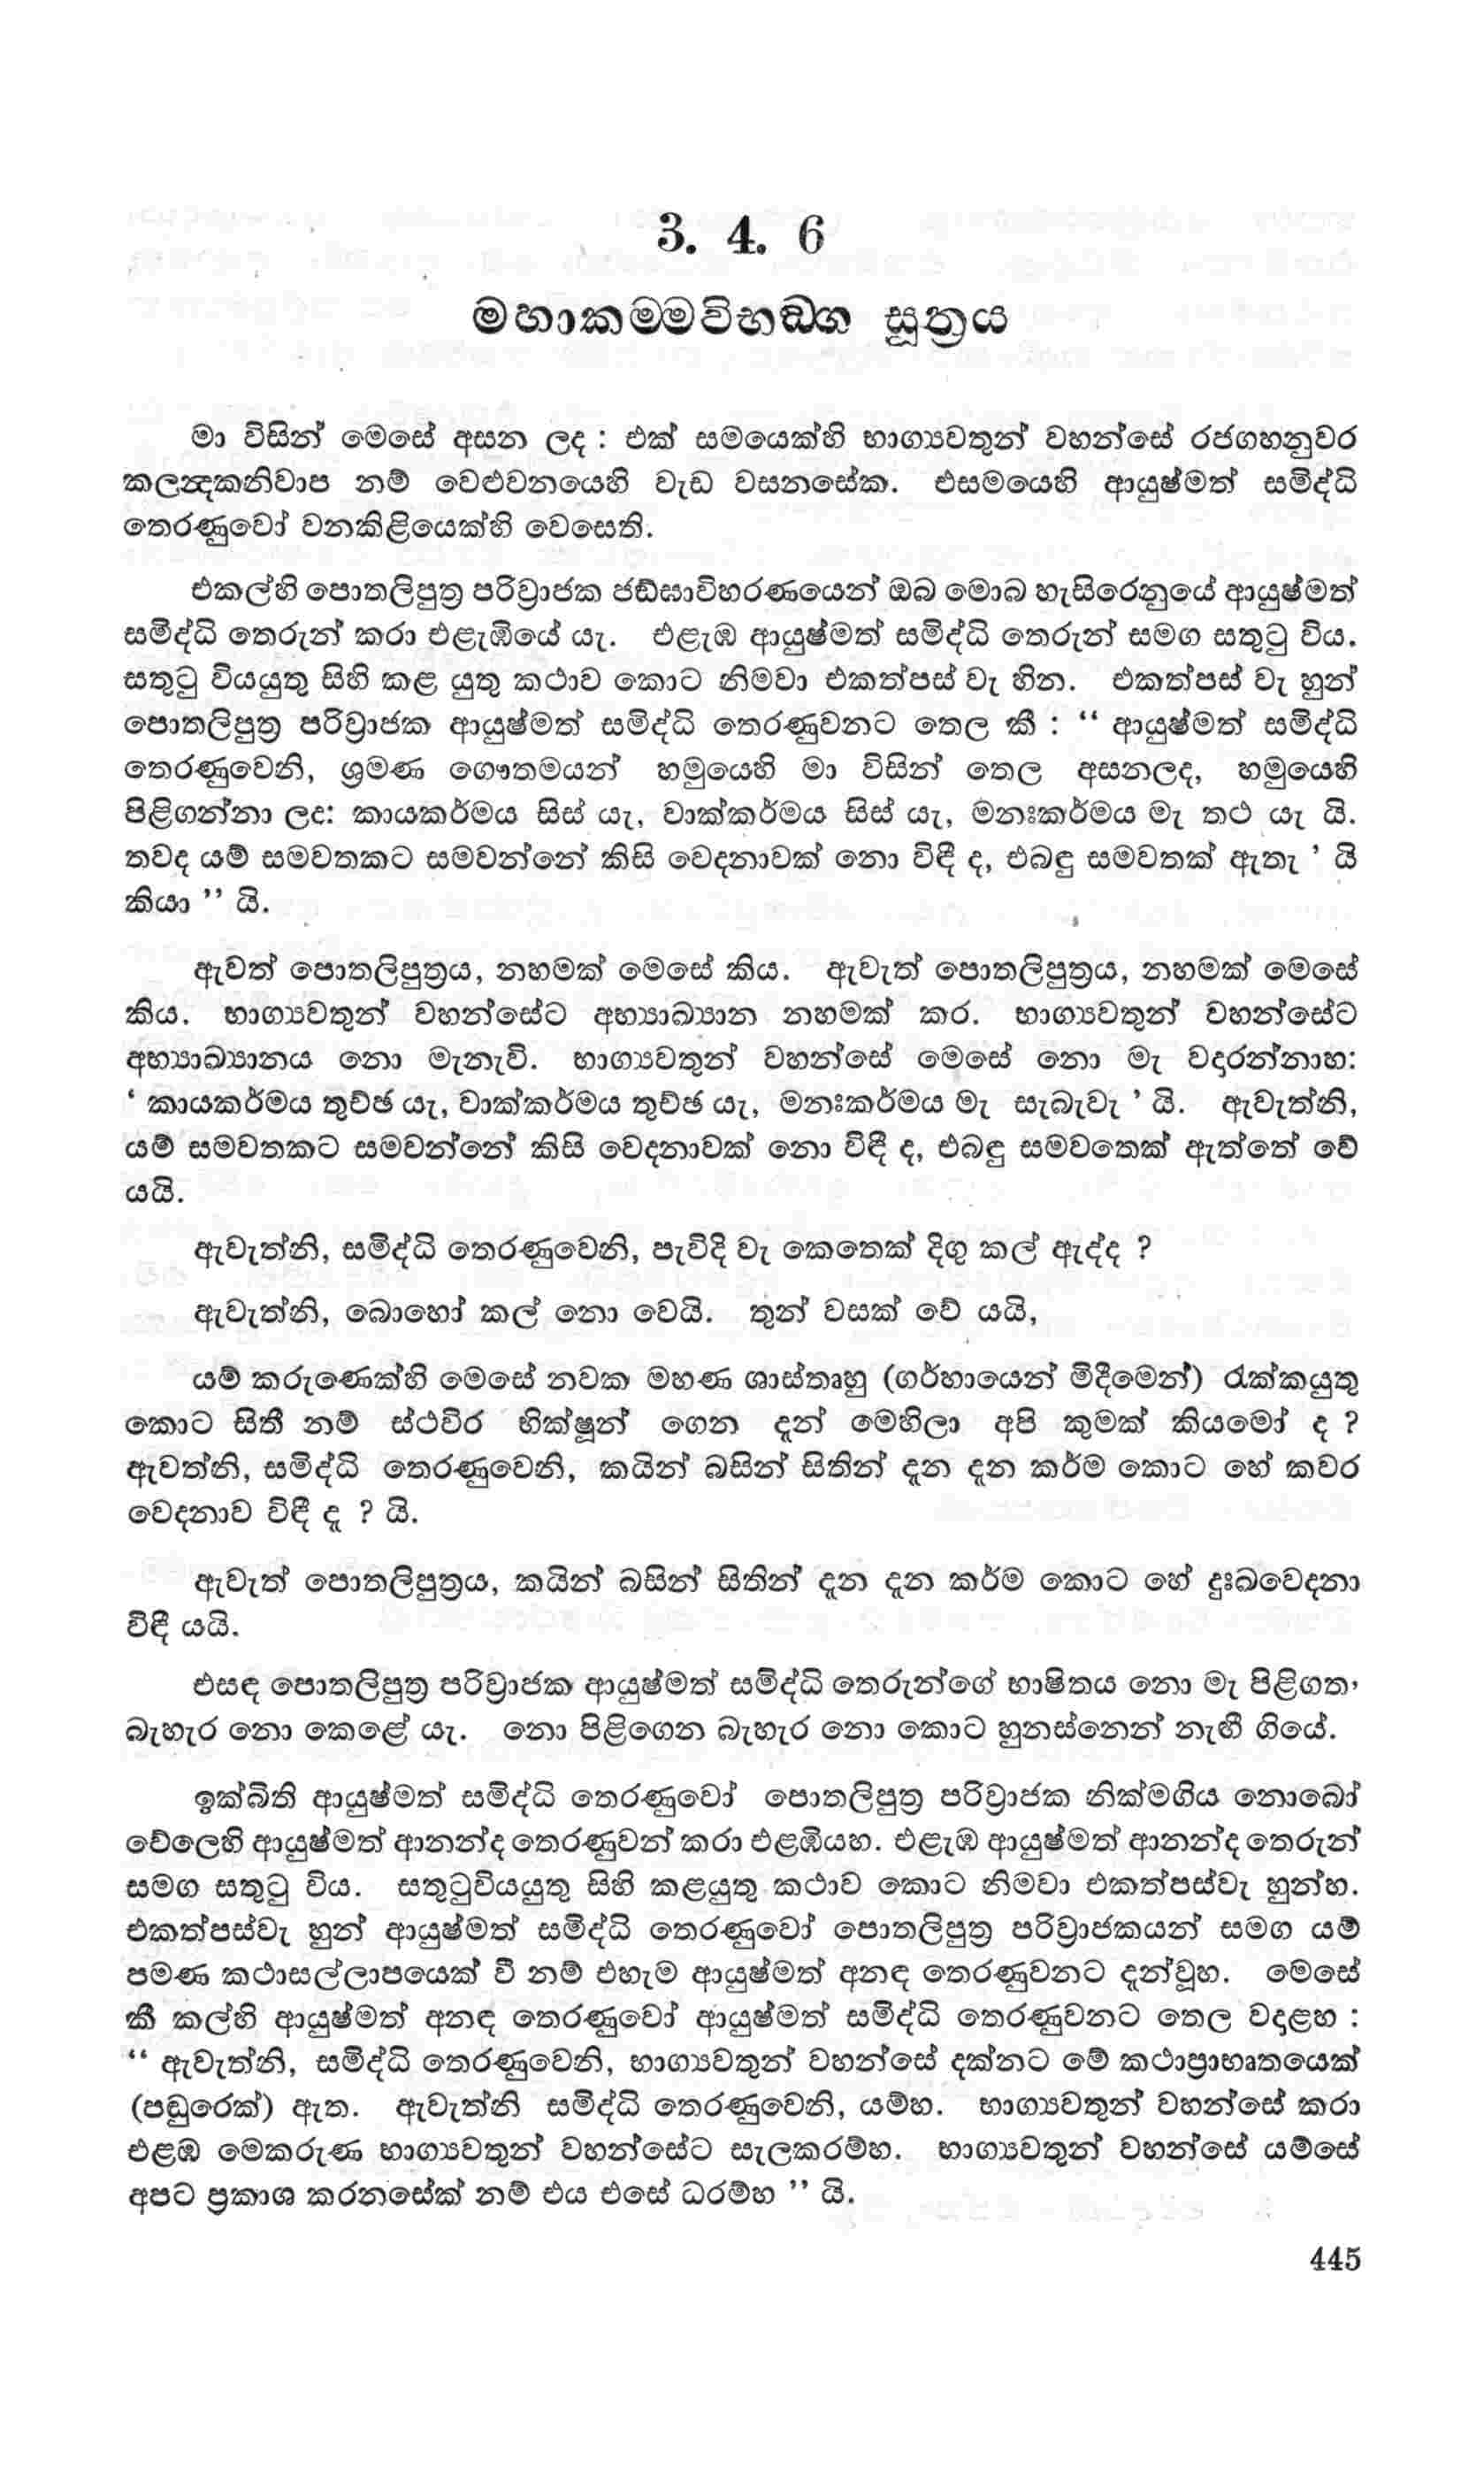 3. 4. 6
මහාකම්මවිභඞ්ග සූත්‍රය
මා විසින් මෙසේ අසන ලද : එක් සමයෙක්හි භාග්‍යවතුන් වහන්සේ රජගහනුවර
කලන්‍දකනිවාප නම් වෙළුවනයෙහි වැඩ වසනසේක. එසමයෙහි ආයුෂ්මත් සමිද්ධි
තෙරණුවෝ වනකිළියෙක්හි වෙසෙති.
එකල්හි පොතලිපුත්‍ර පරිව්‍රාජක ජඞ්ඝාවිහරණයෙන් ඔබ මොබ හැසිරෙනුයේ ආයුෂ්මත්
සමිද්ධි තෙරුන් කරා එළැඹියේ යැ. එළැඹ ආයුෂ්මත් සමිද්ධි තෙරුන් සමග සතුටු විය.
සතුටු වියයුතු සිහි කළ යුතු කථාව කොට නිමවා එකත්පස් වැ හින. එකත්පස් වැ හුන්
පොතලිපුත්‍ර පරිව්‍රාජක ආයුෂ්මත් සමිද්ධි තෙරණුවනට තෙල කී : “ ආයුෂ්මත් සමිද්ධි
තෙරණුවෙනි, ශ්‍රමණ ගෞතමයන් හමුයෙහි මා විසින් තෙල අසනලද, හමුයෙහි
පිළිගන්නා ලද: කායකර්මය සිස් යැ, වාක්කර්මය සිස් යැ, මනඃකර්මය මැ තථ යැ යි.
තවද යම් සමවතකට සමවන්නේ කිසි වෙදනාවක් නො විඳී ද, එබඳු සමවතක් ඇතැ ’ යි
කියා ” යි.
ඇවත් පොතලිපුත්‍රය, නහමක් මෙසේ කිය. ඇවැත් පොතලිපුත්‍රය, නහමක් මෙසේ
කිය. භාග්‍යවතුන් වහන්සේට අභ්‍යාඛ්‍යාන නහමක් කර. භාග්‍යවතුන් වහන්සේට
අභ්‍යාඛ්‍යානය නො මැනැවි. භාග්‍යවතුන් වහන්සේ මෙසේ නො මැ වදාරන්නාහ:
‘ කායකර්මය තුච්ඡ යැ, වාක්කර්මය තුච්ඡ යැ, මනඃකර්මය මැ සැබැවැ ’ යි. ඇවැත්නි,
යම් සමවතකට සමවන්නේ කිසි වෙදනාවක් නො විඳී ද, එබඳු සමවතෙක් ඇත්තේ වේ
යයි.
ඇවැත්නි, සමිද්ධි තෙරණුවෙනි, පැවිදි වැ කෙතෙක් දිගු කල් ඇද්ද ?
ඇවැත්නි, බොහෝ කල් නො වෙයි. තුන් වසක් වේ යයි,
යම් කරුණෙක්හි මෙසේ නවක මහණ ශාස්තෘහු (ගර්හායෙන් මිදීමෙන්) රැක්කයුතු
කොට සිතී නම් ස්ථවිර භික්ෂූන් ගෙන දැන් මෙහිලා අපි කුමක් කියමෝ ද ?
ඇවත්නි, සමිද්ධි තෙරණුවෙනි, කයින් බසින් සිතින් දැන දැන කර්ම කොට හේ කවර
වෙදනාව විඳී දැ ? යි.
ඇවැත් පොතලිපුත්‍රය, කයින් බසින් සිතින් දැන දැන කර්ම කොට හේ දුඃඛවෙදනා
විඳී යයි.
එසඳ පොතලිපුත්‍ර පරිව්‍රාජක ආයුෂ්මත් සමිද්ධි තෙරුන්ගේ භාෂිතය නො මැ පිළිගත,
බැහැර නො කෙළේ යැ. නො පිළිගෙන බැහැර නො කොට හුනස්නෙන් නැඟී ගියේ.
ඉක්බිති ආයුෂ්මත් සමිද්ධි තෙරණුවෝ පොතලිපුත්‍ර පරිව්‍රාජක නික්මගිය නොබෝ
වේලෙහි ආයුෂ්මත් ආනන්ද තෙරණුවන් කරා එළඹියහ. එළැඹ ආයුෂ්මත් ආනන්ද තෙරුන්
සමග සතුටු විය. සතුටුවියයුතු සිහි කළයුතු කථාව කොට නිමවා එකත්පස්වැ හුන්හ.
එකත්පස්වැ හුන් ආයුෂ්මත් සමිද්ධි තෙරණුවෝ පොතලිපුත්‍ර පරිව්‍රාජකයන් සමග යම්
පමණ කථාසල්ලාපයෙක් වී නම් එහැම ආයුෂ්මත් අනඳ තෙරණුවනට දැන්වූහ. මෙසේ
කී කල්හි ආයුෂ්මත් අනඳ තෙරණුවෝ ආයුෂ්මත් සමිද්ධි තෙරණුවනට තෙල වදාළහ :
“ ඇවැත්නි, සමිද්ධි තෙරණුවෙනි, භාග්‍යවතුන් වහන්සේ දක්නට මේ කථාප්‍රාභෘතයෙක්
(පඬුරෙක්) ඇත. ඇවැත්නි සමිද්ධි තෙරණුවෙනි, යම්හ. භාග්‍යවතුන් වහන්සේ කරා
එළඹ මෙකරුණ භාග්‍යවතුන් වහන්සේට සැලකරම්හ. භාග්‍යවතුන් වහන්සේ යම්සේ
අපට ප්‍රකාශ කරනසේක් නම් එය එසේ ධරම්හ ” යි.
445